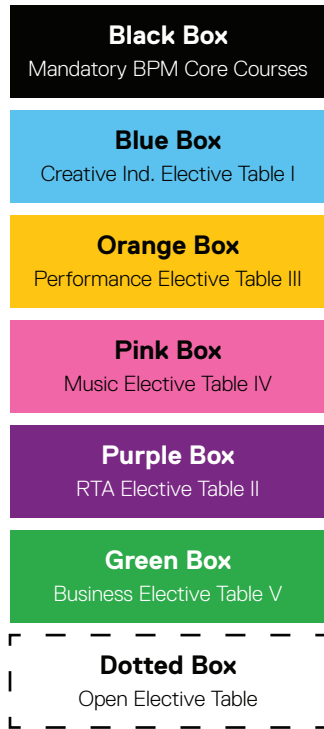 Black Box
Mandatory BPM Core Courses
Blue Box
Creative Ind. Elective Table I
Orange Box
Performance Elective Table III
Pink Box
Music Elective Table IV
Purple Box
RTA Elective Table II
Green Box
Business Elective Table V
Dotted Box
Open Elective Table